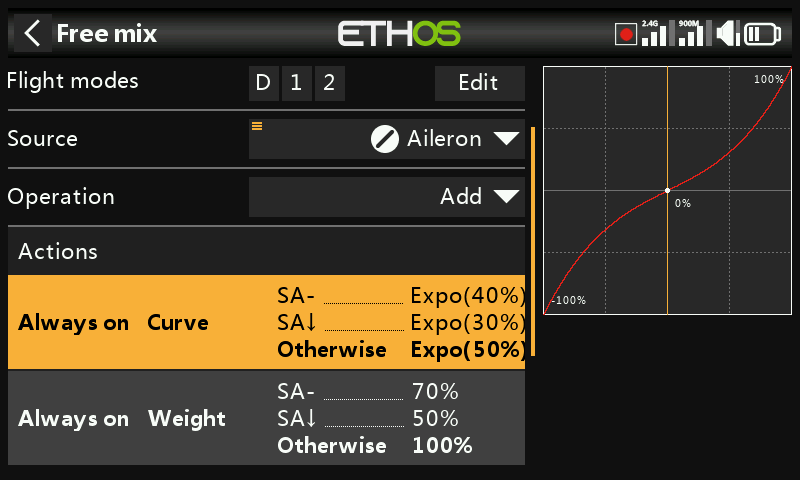 Free mix
ETHOS
2.4G
900M
Flight modes D 1 2 Edit
Source Aileron
Operation Add
Actions
Always on Curve
SA- Expo(40%)
SA↓ Expo(30%)
Otherwise Expo(50%)
Always on Weight
SA- 70%
SA↓ 50%
Otherwise 100%
100%
0%
-100%